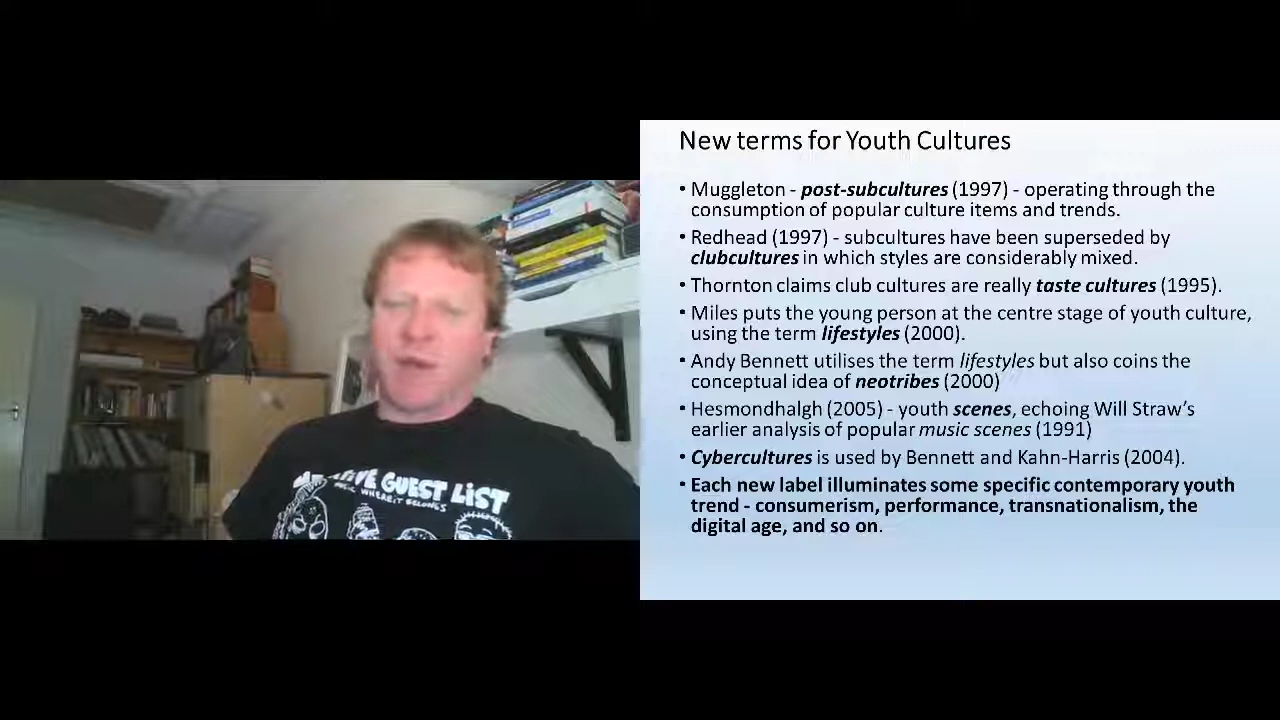 GUEST LiST
MUSIC WHERE IT BELONGS
New terms for Youth Cultures
• Muggleton - post-subcultures (1997) - operating through the
consumption of popular culture items and trends.
• Redhead (1997) - subcultures have been superseded by
clubcultures in which styles are considerably mixed.
• Thornton claims club cultures are really taste cultures (1995).
• Miles puts the young person at the centre stage of youth culture,
using the term lifestyles (2000).
• Andy Bennett utilises the term lifestyles but also coins the
conceptual idea of neotribes (2000)
• Hesmondhalgh (2005) - youth scenes, echoing Will Straw's
earlier analysis of popular music scenes (1991)
• Cybercultures is used by Bennett and Kahn-Harris (2004).
• Each new label illuminates some specific contemporary youth
trend - consumerism, performance, transnationalism, the
digital age, and so on.